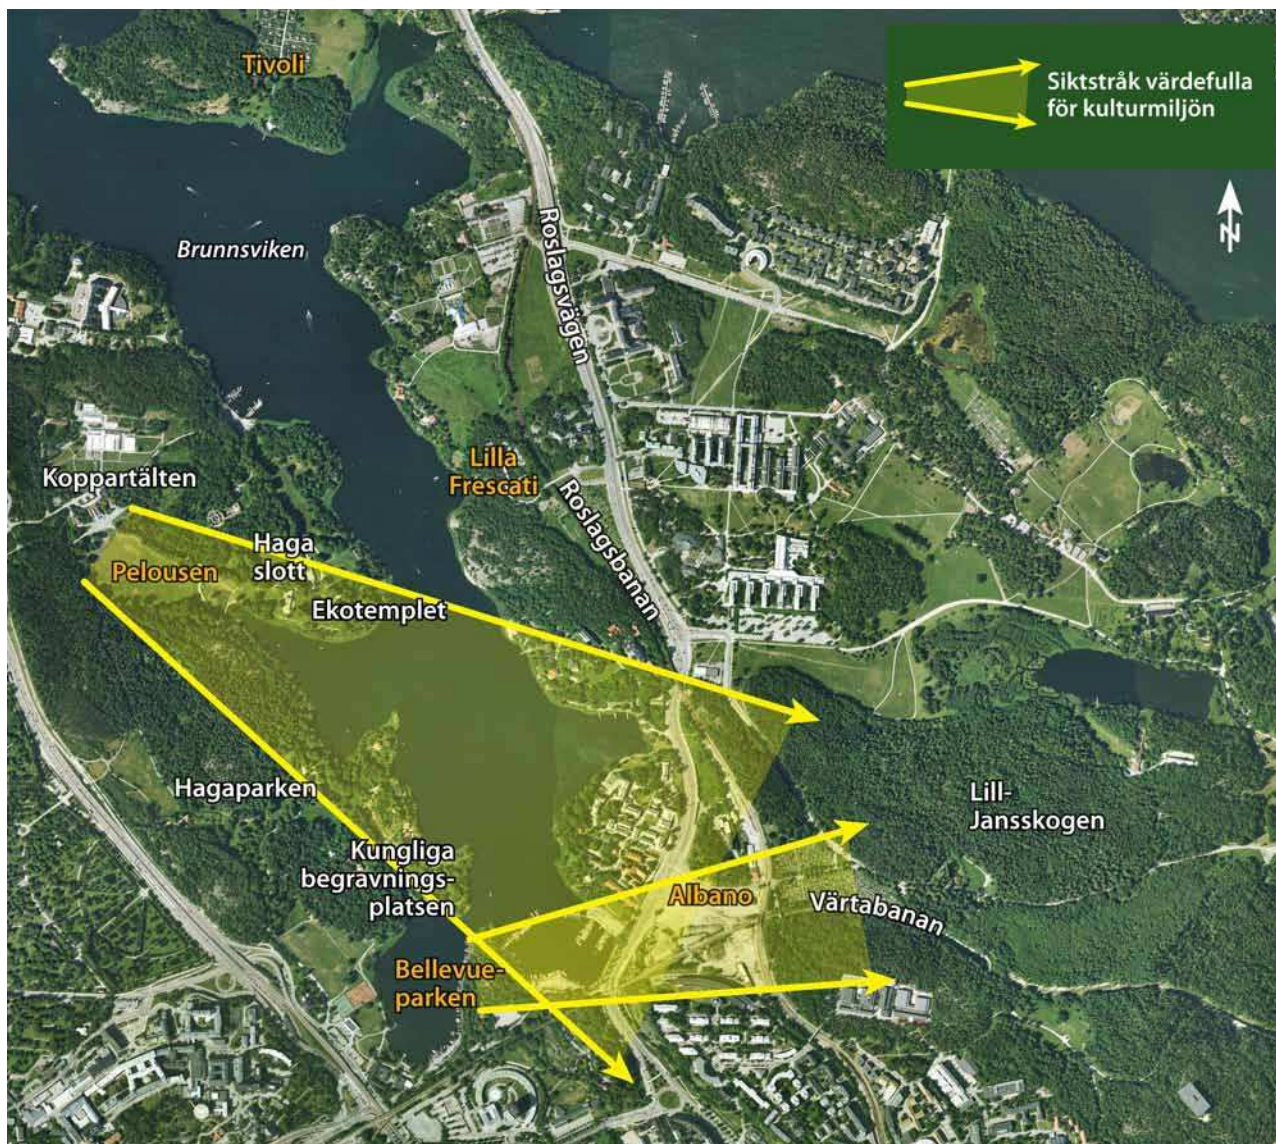 Tivoli
Siktstråk värdefulla
för kulturmiljön
N
Brunnsviken
Roslagsvägen
Koppartälten
Lilla
Frescati
Roslagsbanan
Haga
slott
Pelousen
Ekotemplet
Hagaparken
Lill-
Jansskogen
Kungliga
begravnings-
platsen
Albano
Värtabanan
Bellevue-
parken